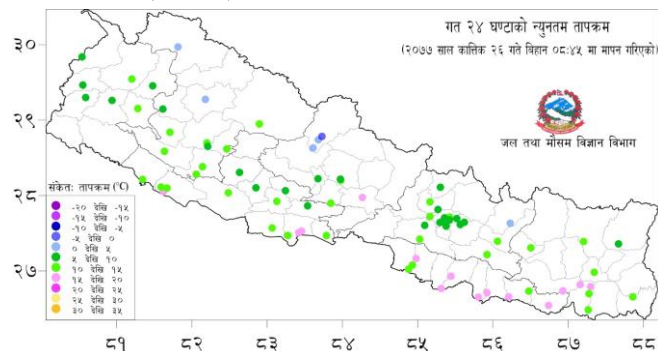 गत २४ घण्टाको न्युनतम तापक्रम
(२०७७ साल कात्तिक २६ गते बिहान ०८:४५ मा मापन गरिएको)
जल तथा मौसम विज्ञान विभाग
३०
२९
२८
२७
संकेत: तापक्रम (°C)
-२० देखि -१५
-१५ देखि -१०
-१० देखि -५
-५ देखि ०
० देखि ५
५ देखि १०
१० देखि १५
१५ देखि २०
२० देखि २५
२५ देखि ३०
३० देखि ३५
८१ ८२ ८३ ८४ ८५ ८६ ८७ ८८